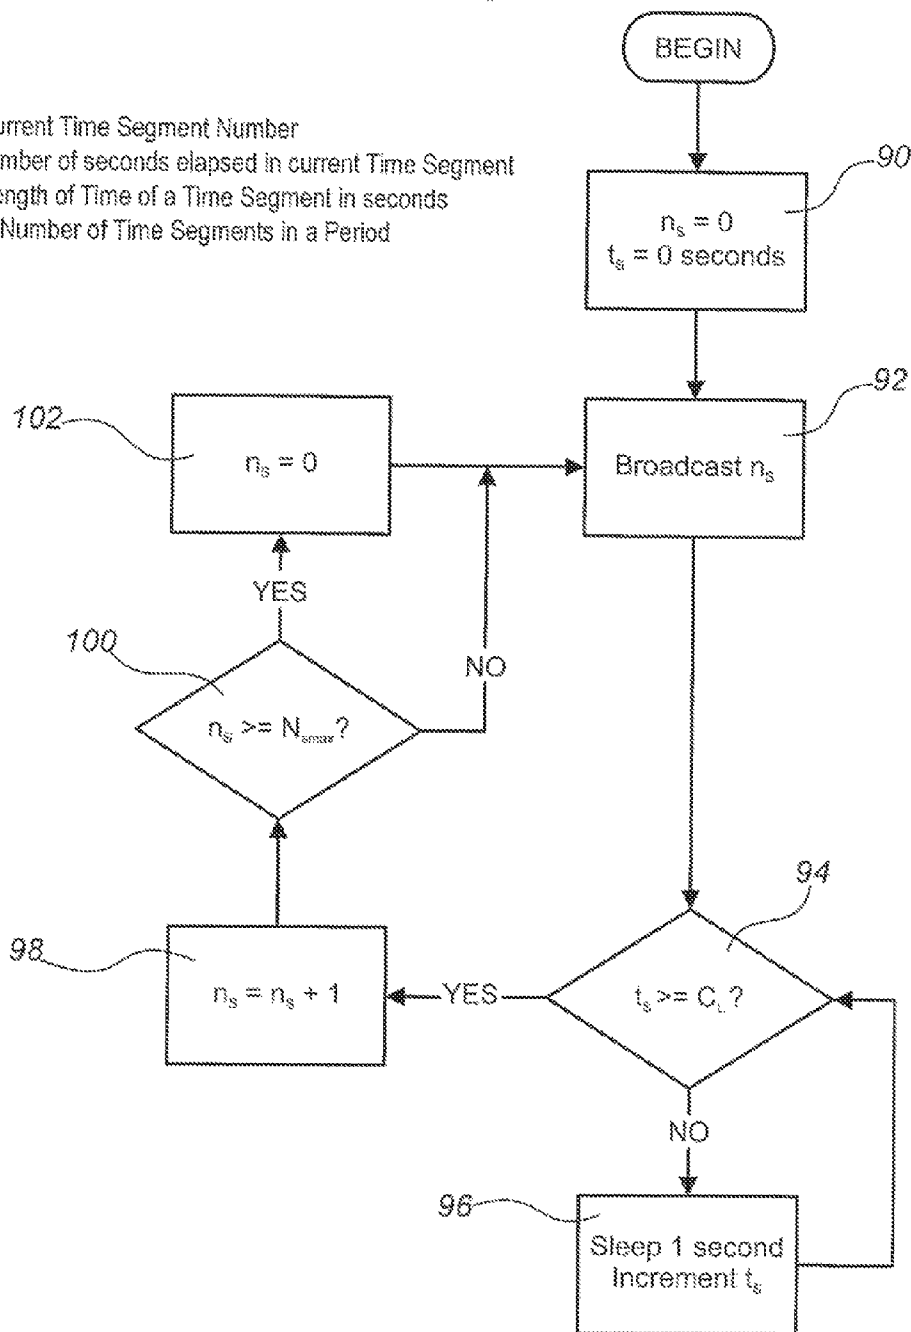 BEGIN
urrent Time Segment Number
mber of seconds elapsed in current Time Segment
ength of Time of a Time Segment in seconds
Number of Time Segments in a Period
90
nₛ = 0
tₛ = 0 seconds
92
Broadcast nₛ
102
nₛ = 0
YES
100
NO
nₛ >= Nₛₘₐₓ?
94
98
nₛ = nₛ + 1
YES
tₛ >= C_L?
NO
96
Sleep 1 second
Increment tₛ